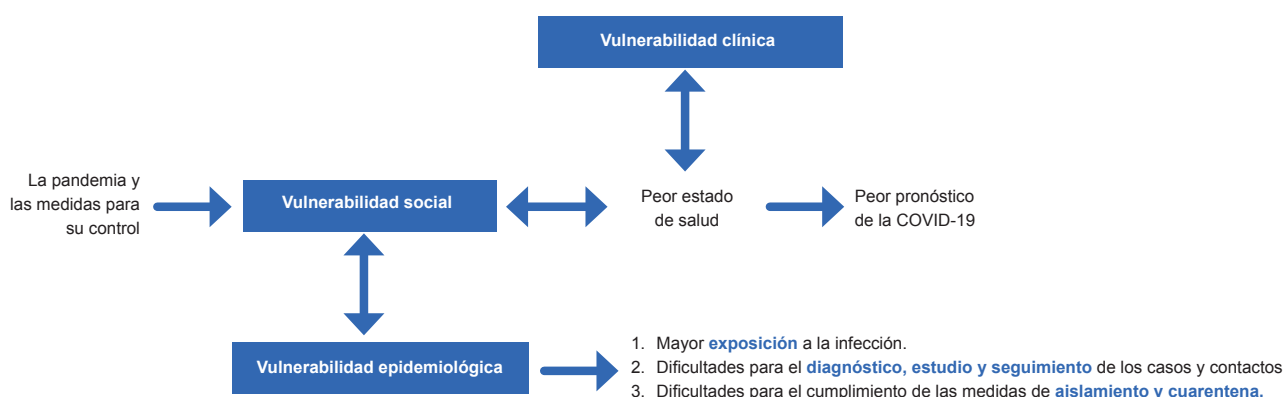 Vulnerabilidad clínica
La pandemia y
las medidas para
su control
Vulnerabilidad social
Peor estado
de salud
Peor pronóstico
de la COVID-19
Vulnerabilidad epidemiológica
1. Mayor exposición a la infección.
2. Dificultades para el diagnóstico, estudio y seguimiento de los casos y contactos
3. Dificultades para el cumplimiento de las medidas de aislamiento y cuarentena.